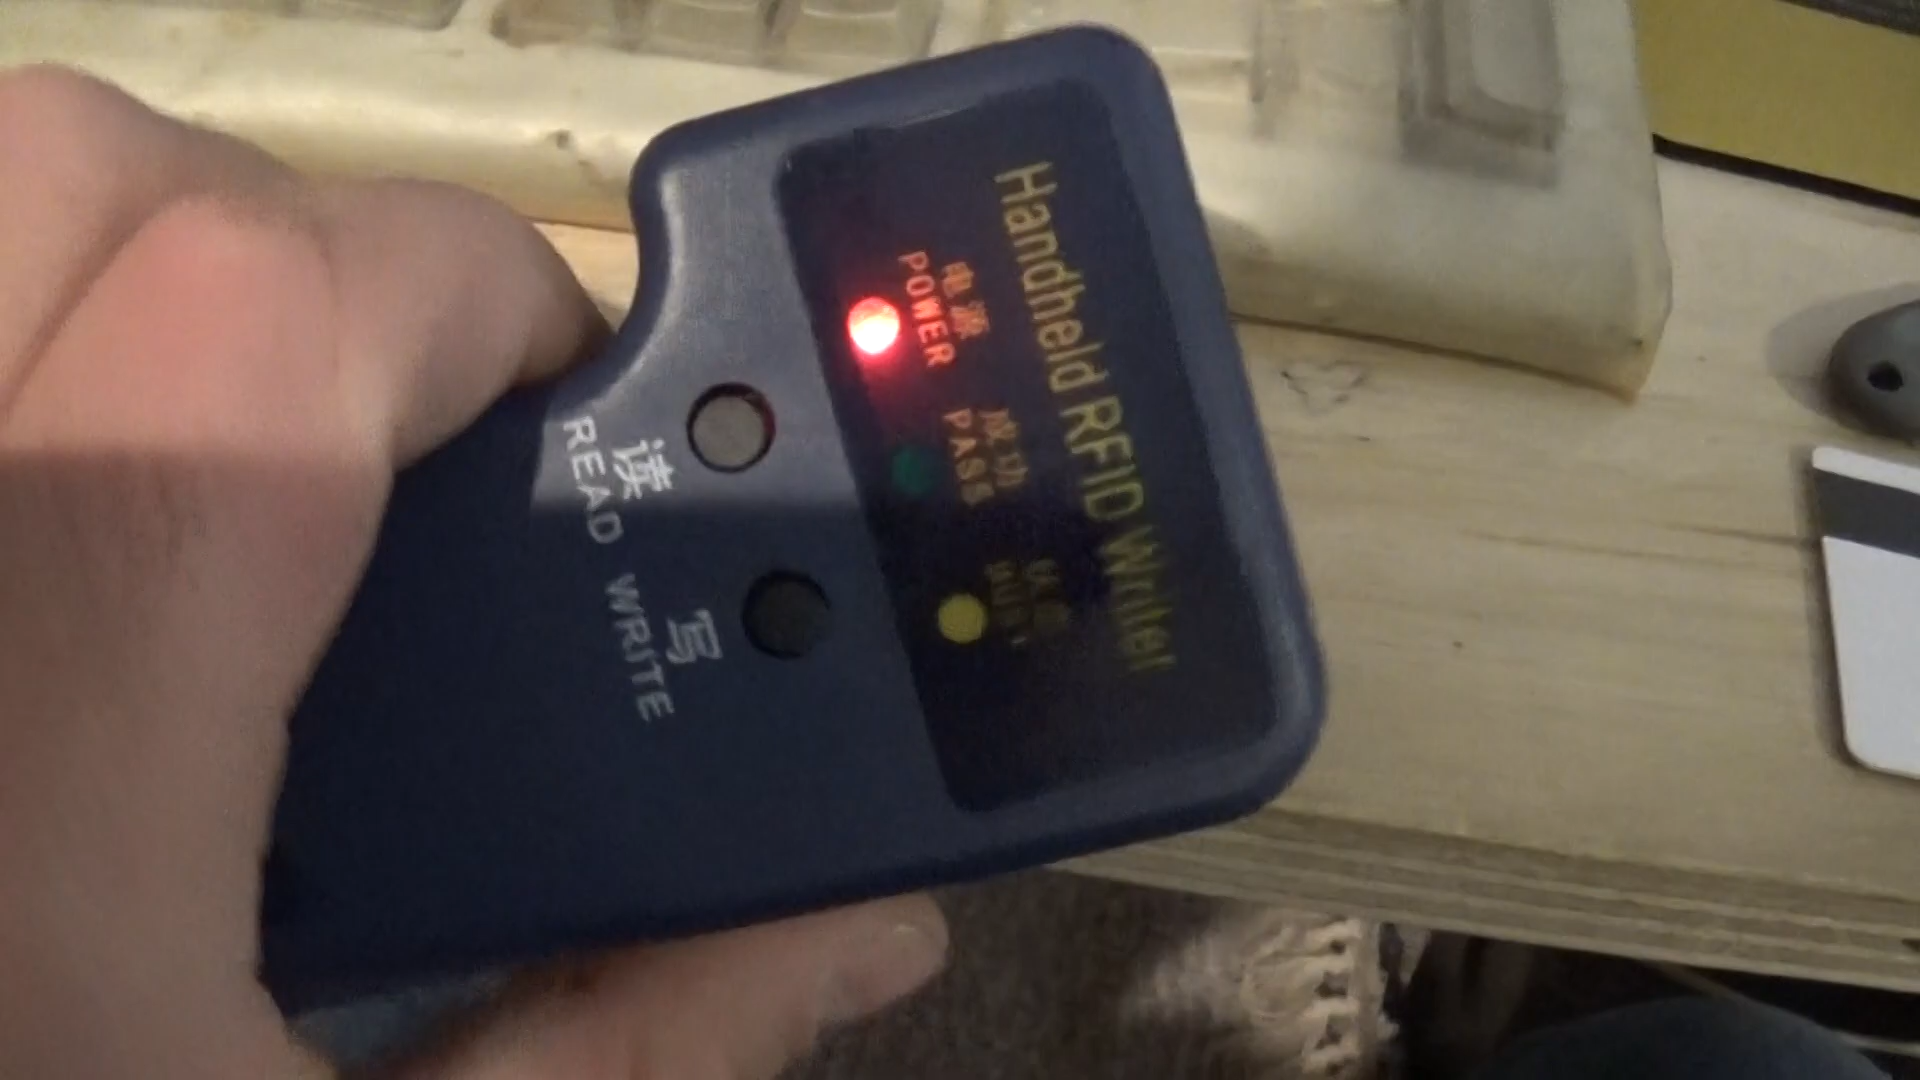 Handheld RFID Writer
电源
POWER
成功
PASS
读
READ
写
WRITE